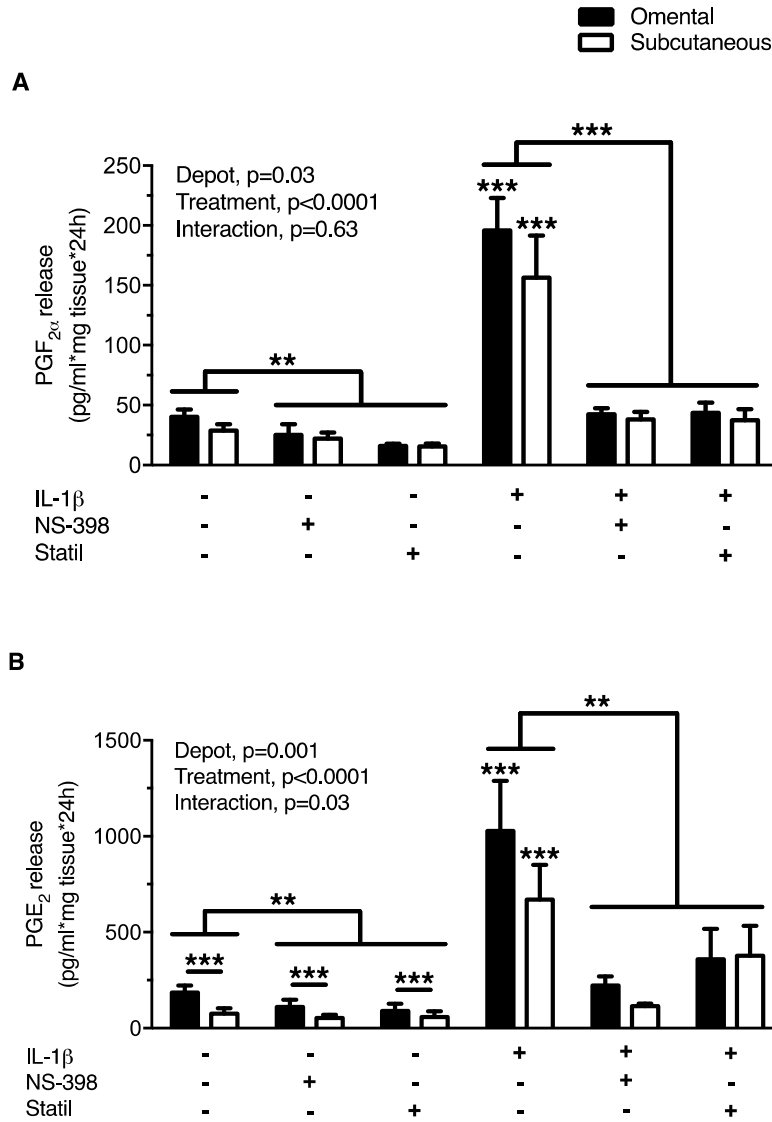 Omental
Subcutaneous
A
***
250
200
150
100
50
0
PGF2α release
(pg/ml*mg tissue*24h)
Depot, p=0.03
Treatment, p<0.0001
Interaction, p=0.63
***
***
**
IL-1β - - - + + +
NS-398 - + - - + -
Statil - - + - - +
B
**
1500
1000
500
0
PGE2 release
(pg/ml*mg tissue*24h)
Depot, p=0.001
Treatment, p<0.0001
Interaction, p=0.03
***
***
**
*** *** ***
IL-1β - - - + + +
NS-398 - + - - + -
Statil - - + - - +